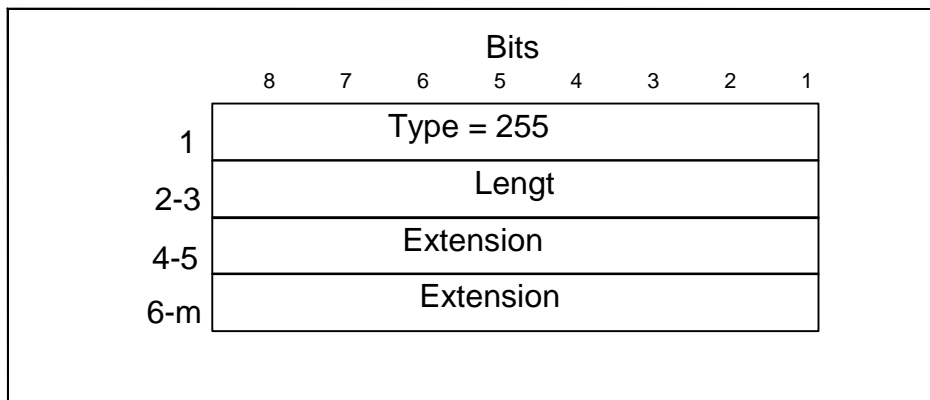 Bits
8 7 6 5 4 3 2 1
1 Type = 255
2-3 Lengt
4-5 Extension
6-m Extension